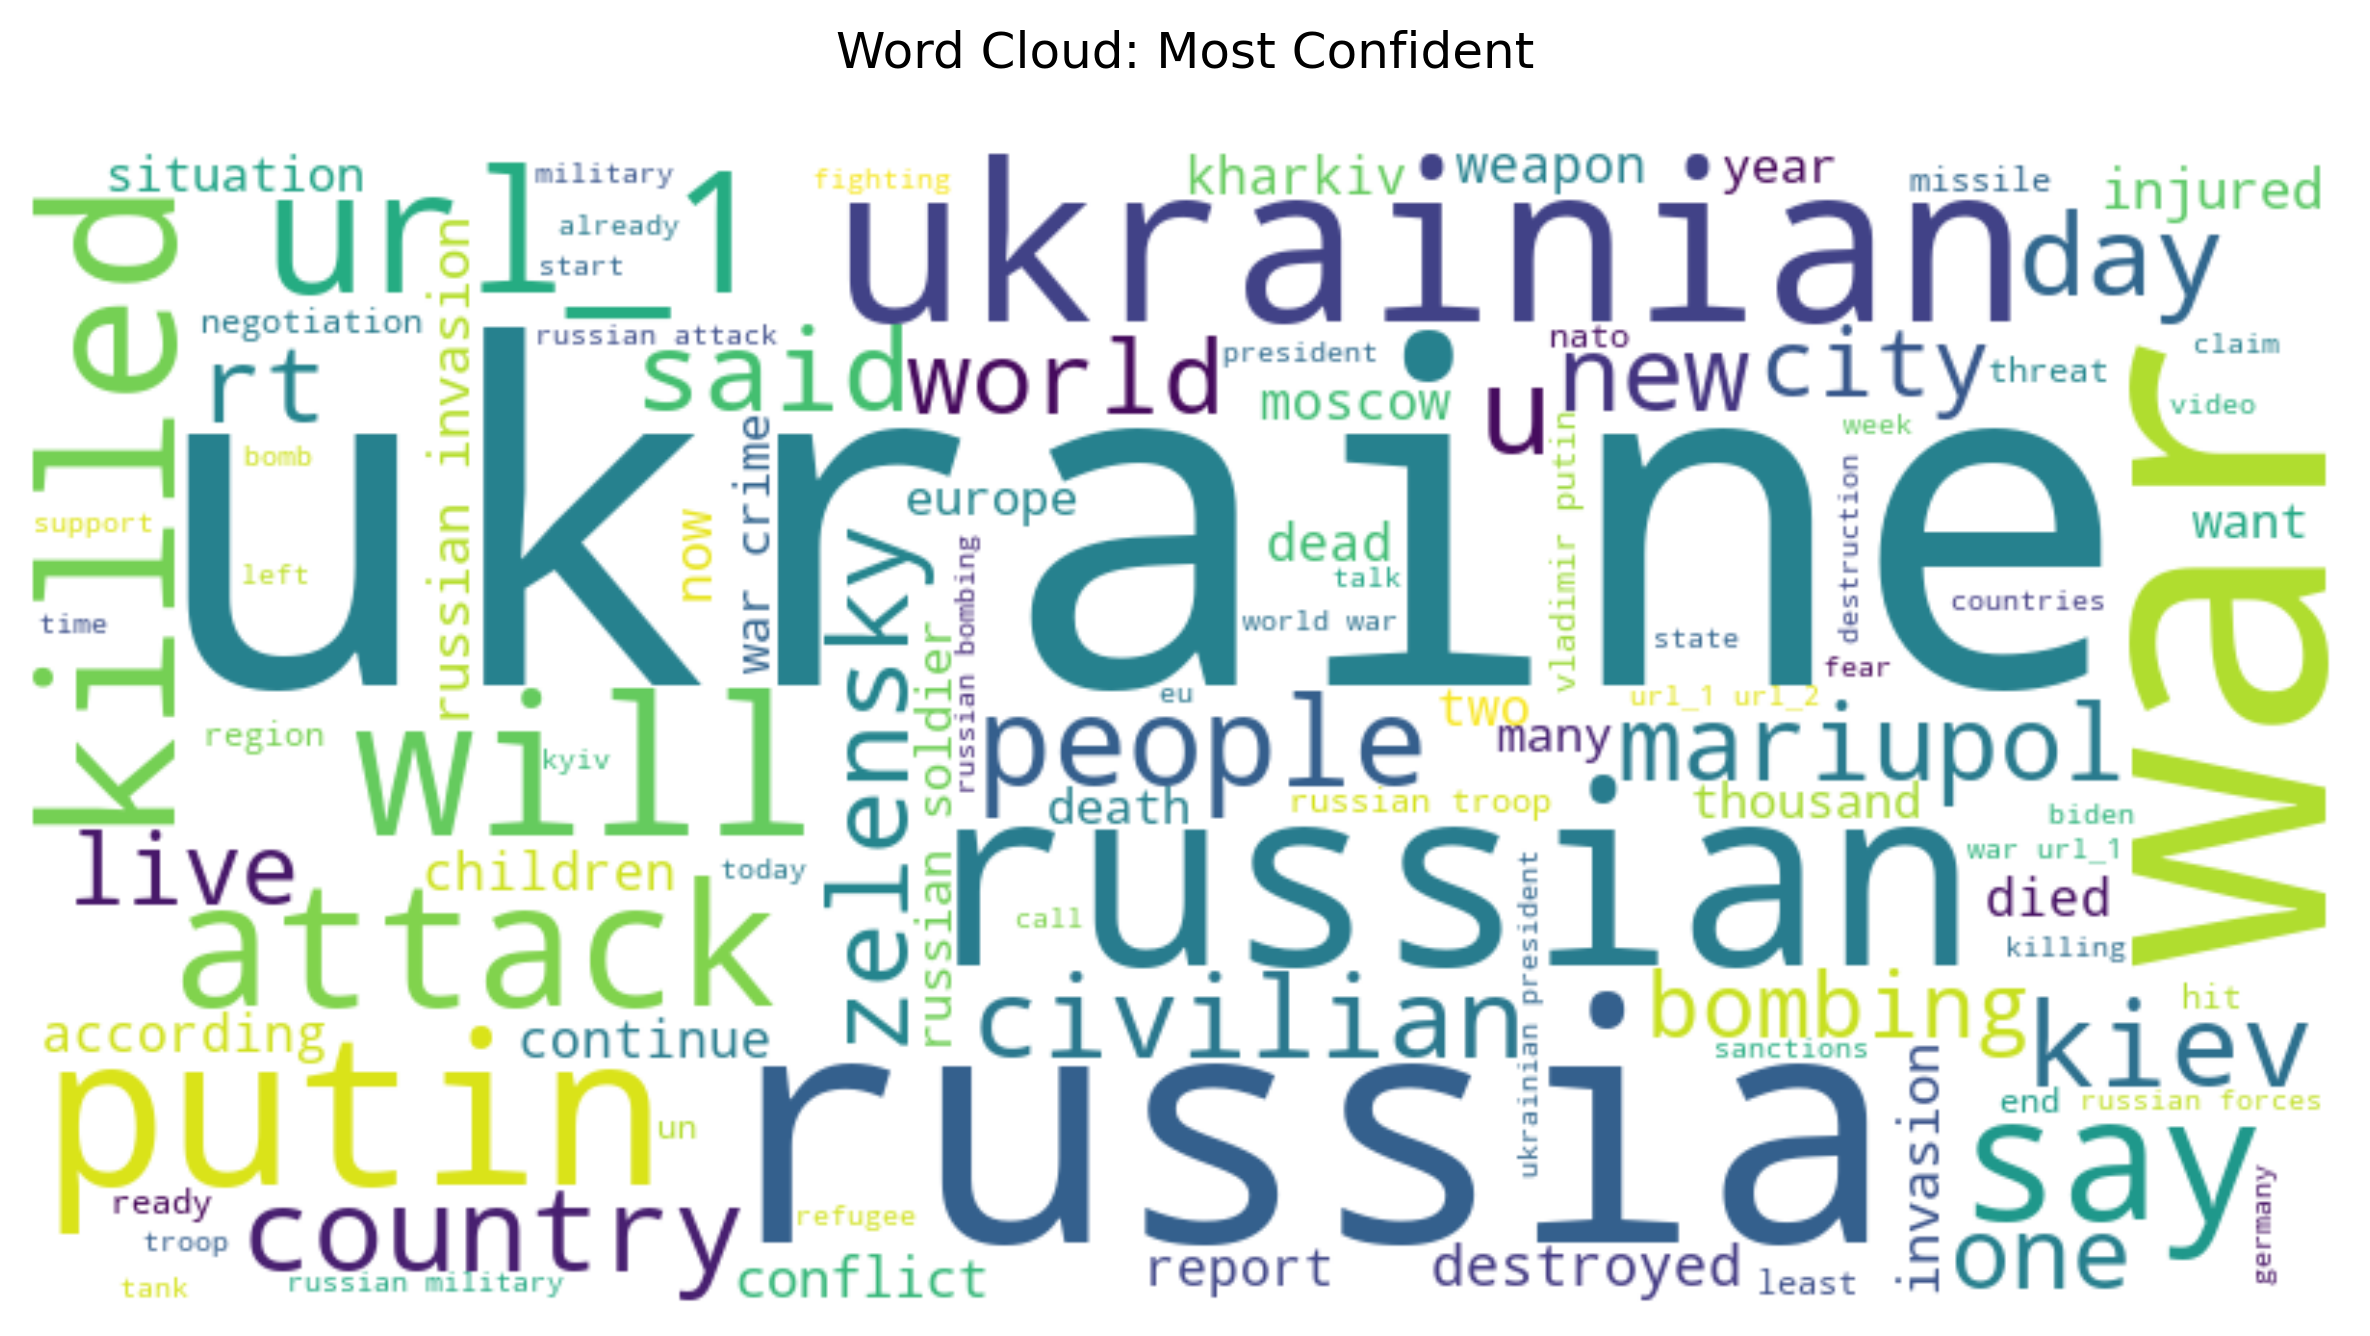 Word Cloud: Most Confident
situation
url_1
military
already
start
fighting
ukrainian
kharkiv
weapon
year
missile
injured
day
killed
negotiation
rt
russian invasion
russian attack
said
world
president
moscow
u
nato
new
city
threat
claim
video
war
ukraine
bomb
support
left
time
now
war crime
europe
zelensky
russian bombing
dead
talk
world war
vladimir putin
week
destruction
state
countries
fear
want
region
will
kyiv
russian soldier
eu
people
two
url_1 url_2
many
mariupol
death
russian troop
thousand
biden
war url_1
live
children
today
attack
call
russian
ukrainian president
died
killing
according
continue
civilian
bombing
sanctions
kiev
hit
putin
un
russia
invasion
end
russian forces
say
ready
troop
country
refugee
tank
russian military
conflict
report
destroyed
least
one
germany